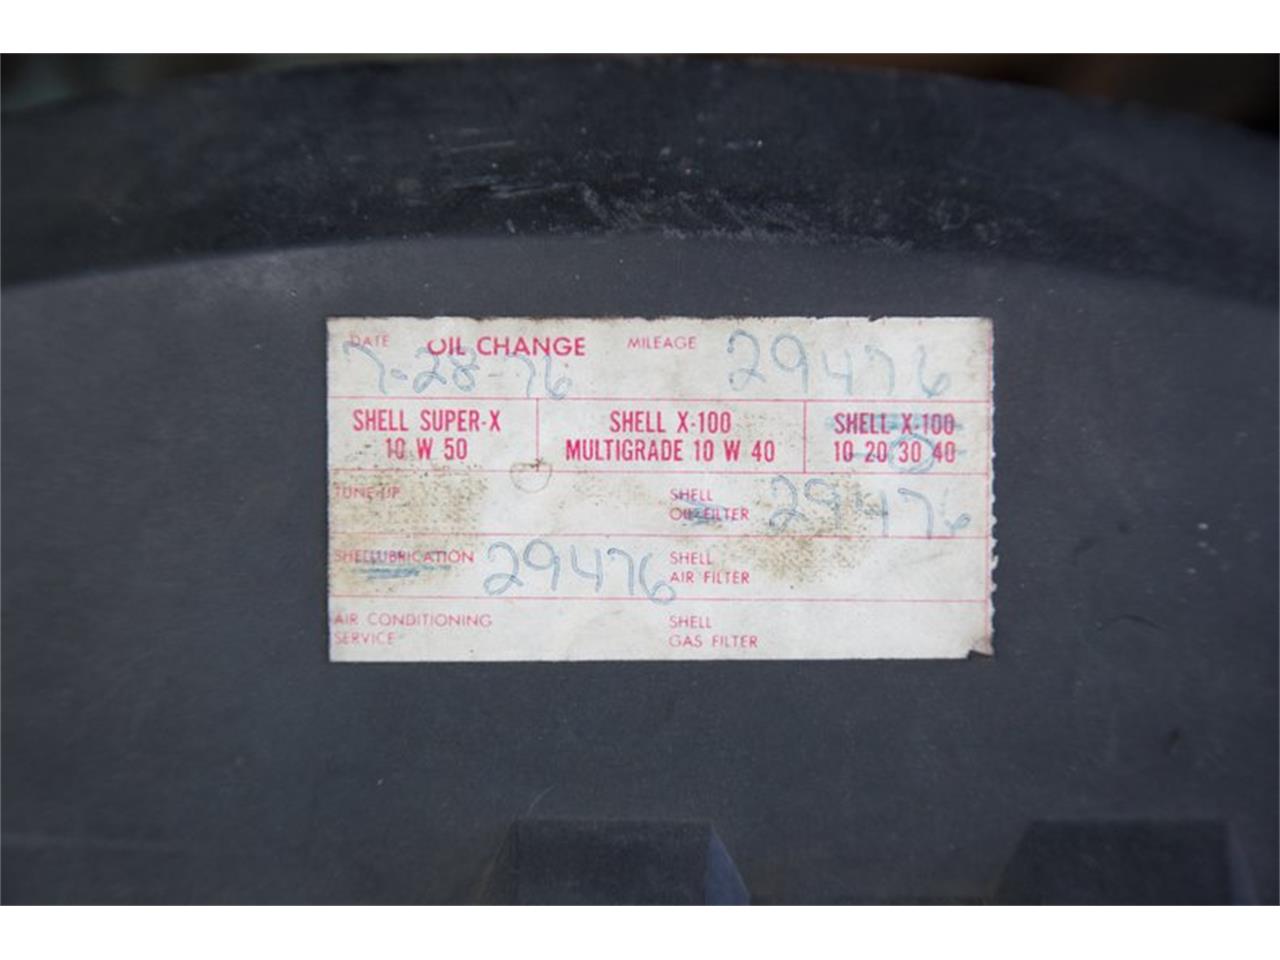 DATE OIL CHANGE MILEAGE 29476
7-28-76
SHELL SUPER-X SHELL X-100 SHELL X-100
10 W 50 MULTIGRADE 10 W 40 10 20 30 40
TUNE-UP SHELL OIL FILTER 29476
SHELLUBRICATION 29476 SHELL AIR FILTER
AIR CONDITIONING SHELL
SERVICE GAS FILTER